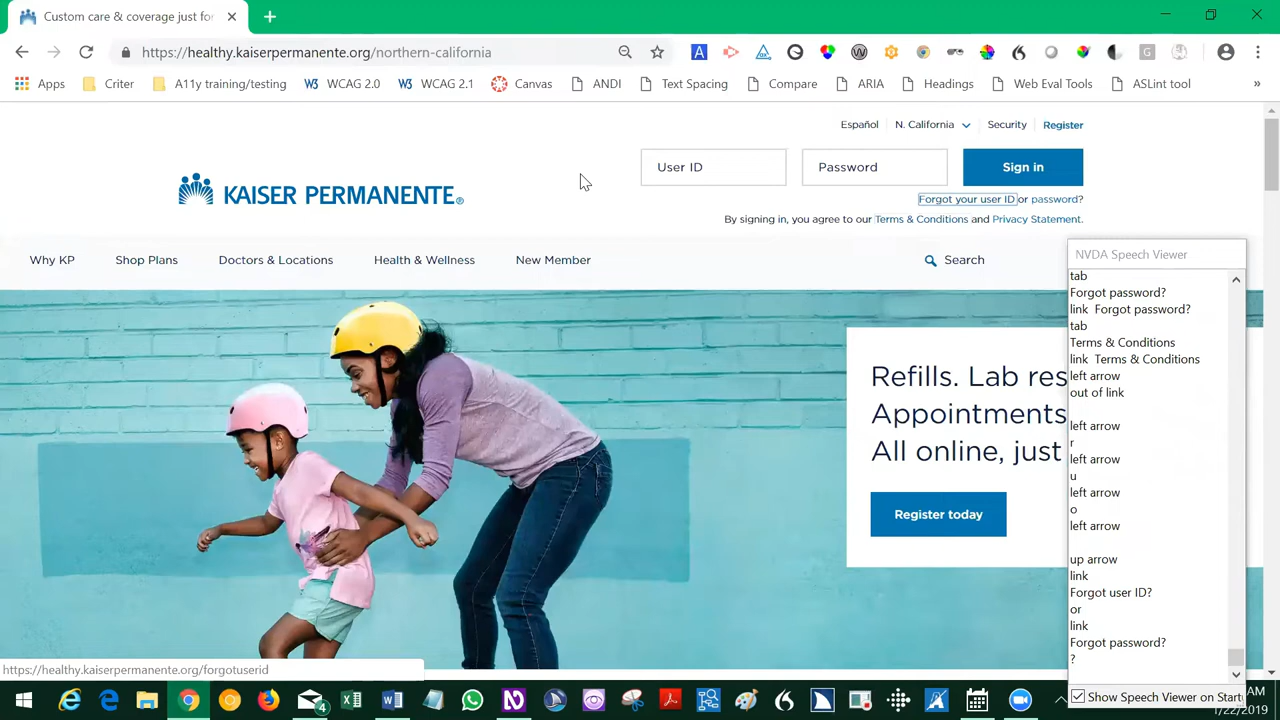 Custom care & coverage just for
https://healthy.kaiserpermanente.org/northern-california
Apps Criter A11y training/testing W3 WCAG 2.0 W3 WCAG 2.1 Canvas ANDI Text Spacing Compare ARIA Headings Web Eval Tools ASLint tool »
Español N. California Security Register
KAISER PERMANENTE®
User ID Password Sign in
Forgot your user ID or password?
By signing in, you agree to our Terms & Conditions and Privacy Statement.
Why KP Shop Plans Doctors & Locations Health & Wellness New Member Search
Refills. Lab res
Appointments
All online, just
Register today
NVDA Speech Viewer
tab
Forgot password?
link Forgot password?
tab
Terms & Conditions
link Terms & Conditions
left arrow
out of link
left arrow
r
left arrow
u
left arrow
o
left arrow
up arrow
link
Forgot user ID?
or
link
Forgot password?
?
Show Speech Viewer on Start
https://healthy.kaiserpermanente.org/forgotuserid
4
AM
1/22/2019